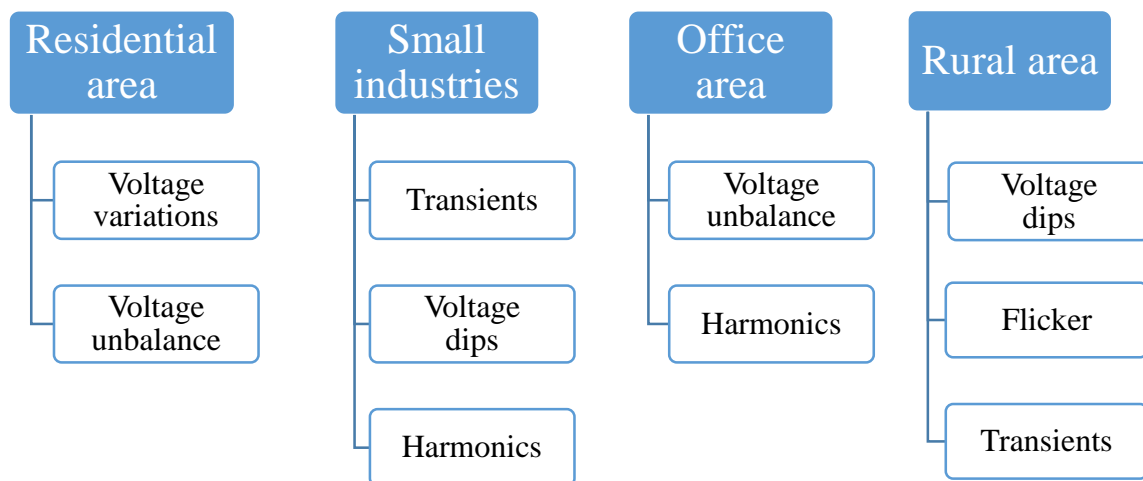 Residential
area
Voltage
variations
Voltage
unbalance
Small
industries
Transients
Voltage
dips
Harmonics
Office
area
Voltage
unbalance
Harmonics
Rural area
Voltage
dips
Flicker
Transients